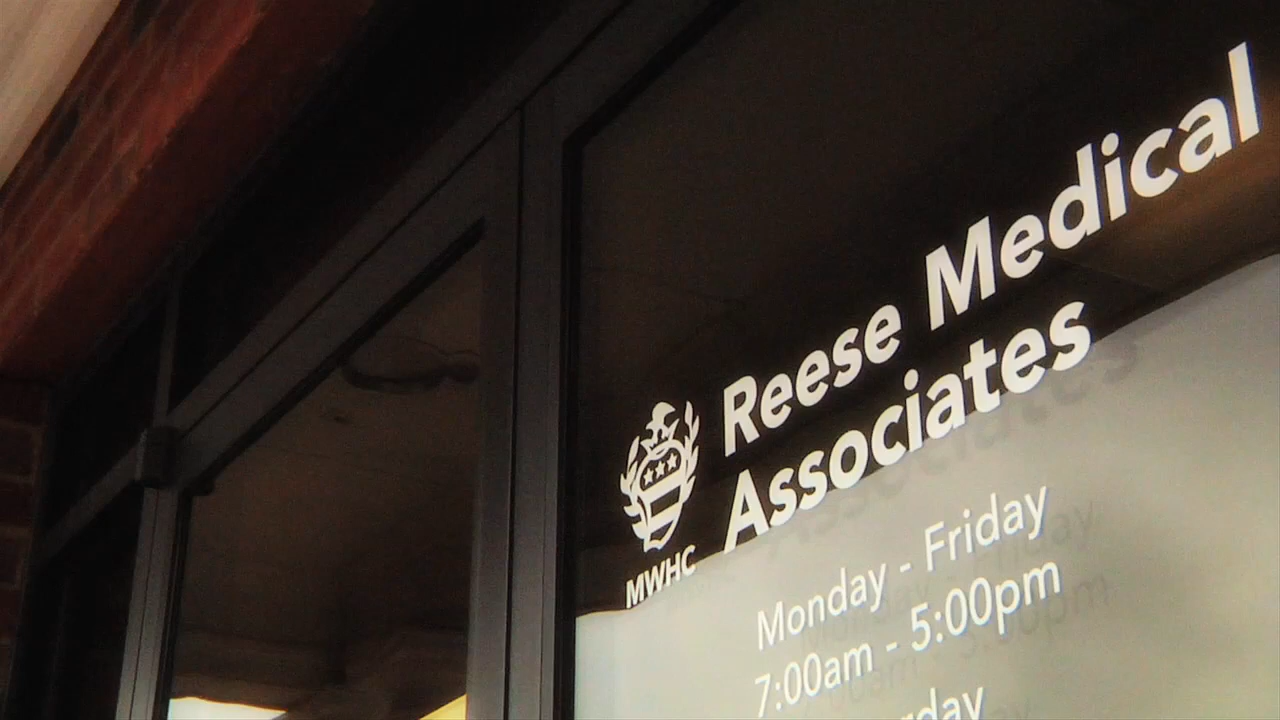 Reese Medical
Associates
MWHC
Monday - Friday
7:00am - 5:00pm